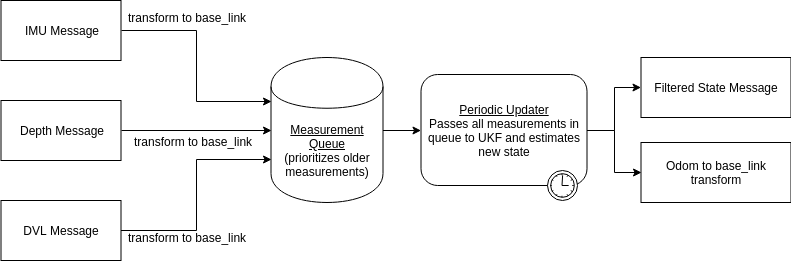 transform to base_link
IMU Message
Depth Message
transform to base_link
DVL Message
transform to base_link
Measurement
Queue
(prioritizes older
measurements)
Periodic Updater
Passes all measurements in
queue to UKF and estimates
new state
Filtered State Message
Odom to base_link
transform